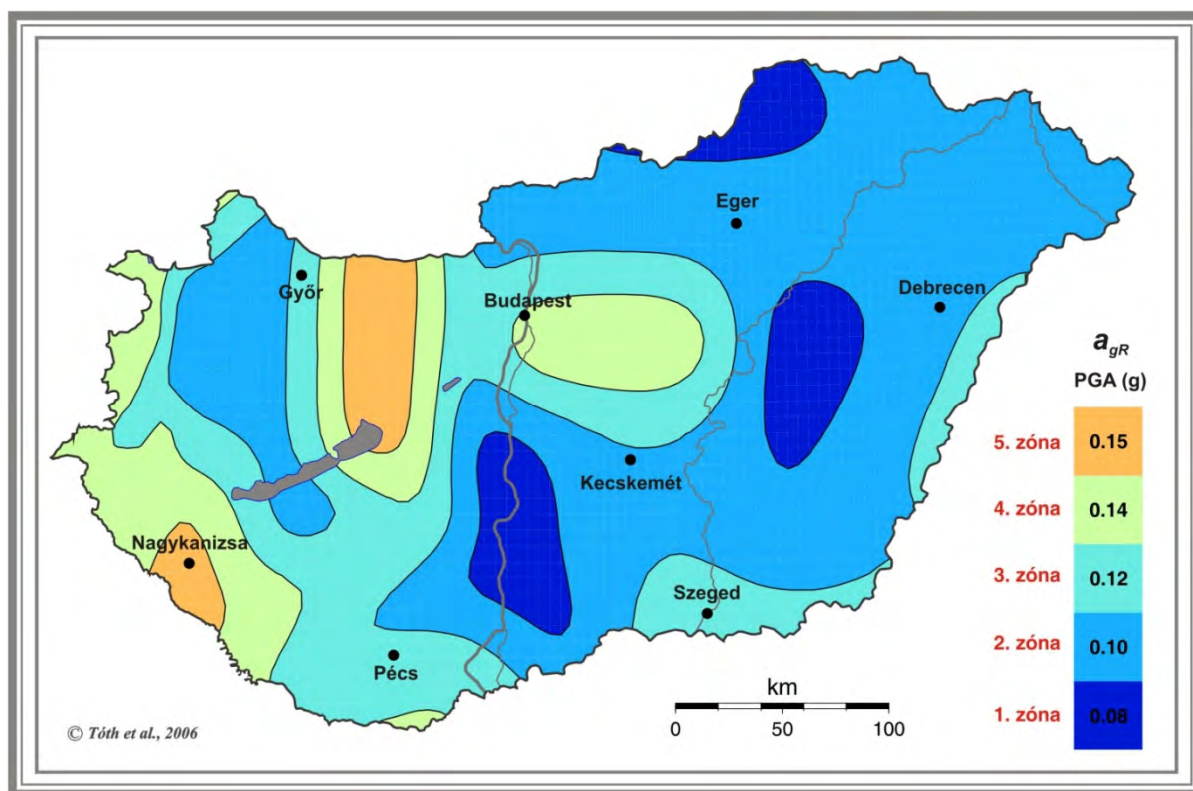 Eger
Győr
Budapest
Debrecen
Kecskemét
Nagykanizsa
Szeged
Pécs
a_gR
PGA (g)
5. zóna 0.15
4. zóna 0.14
3. zóna 0.12
2. zóna 0.10
1. zóna 0.08
km
0 50 100
© Tóth et al., 2006